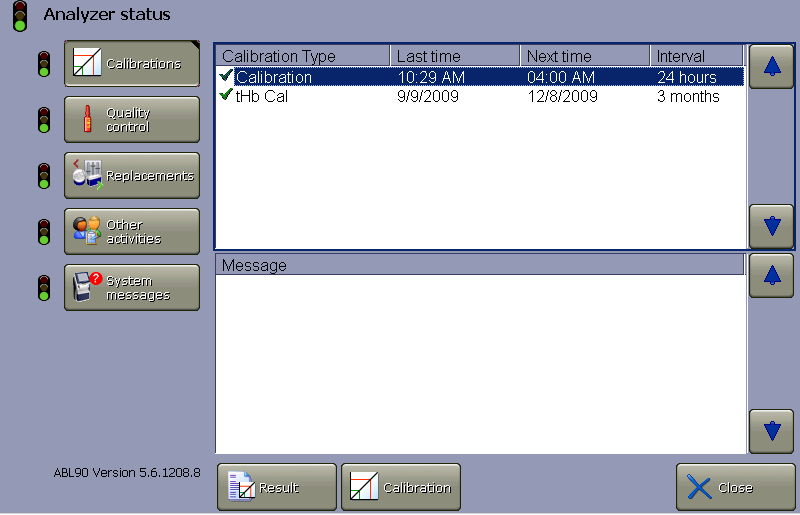 Analyzer status
Calibrations
Quality
control
Replacements
Other
activities
System
messages
Calibration Type Last time Next time Interval
Calibration 10:29 AM 04:00 AM 24 hours
tHb Cal 9/9/2009 12/8/2009 3 months
Message
ABL90 Version 5.6.1208.8
Result
Calibration
Close